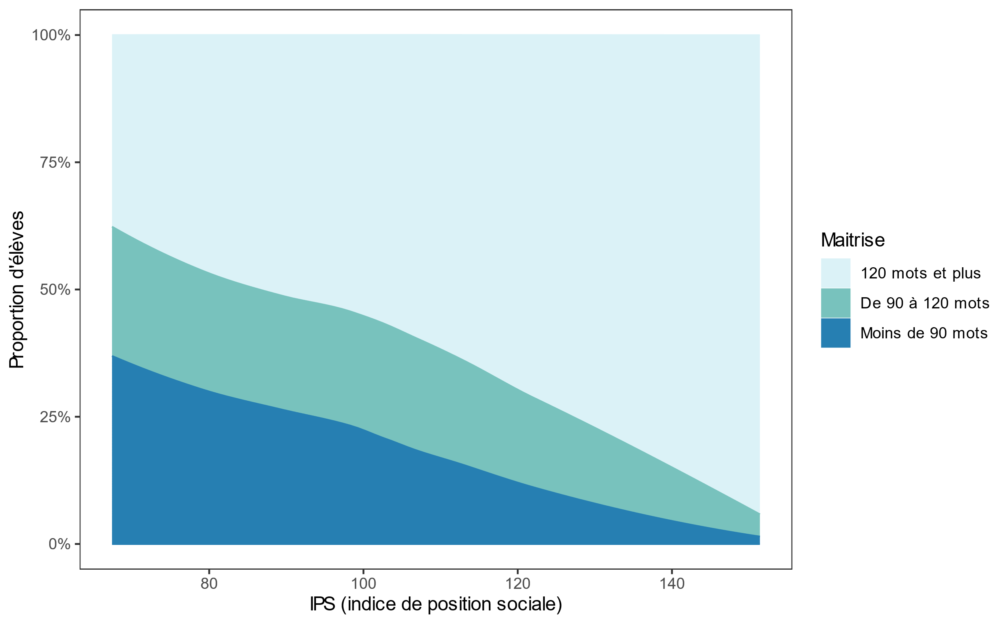 100%
75%
50%
25%
0%
Proportion d'élèves
80
100
120
140
IPS (indice de position sociale)
Maitrise
120 mots et plus
De 90 à 120 mots
Moins de 90 mots